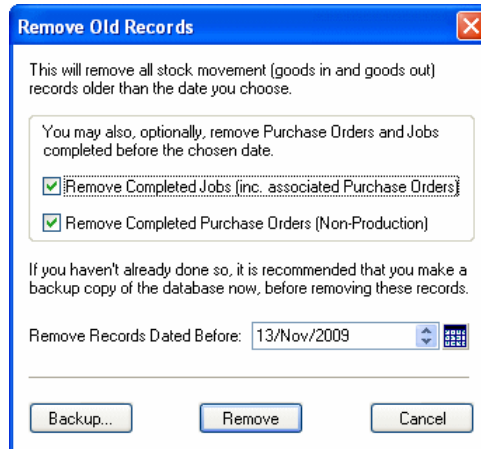 Remove Old Records
This will remove all stock movement (goods in and goods out)
records older than the date you choose.
You may also, optionally, remove Purchase Orders and Jobs
completed before the chosen date.
Remove Completed Jobs (inc. associated Purchase Orders)
Remove Completed Purchase Orders (Non-Production)
If you haven't already done so, it is recommended that you make a
backup copy of the database now, before removing these records.
Remove Records Dated Before: 13/Nov/2009
Backup... Remove Cancel